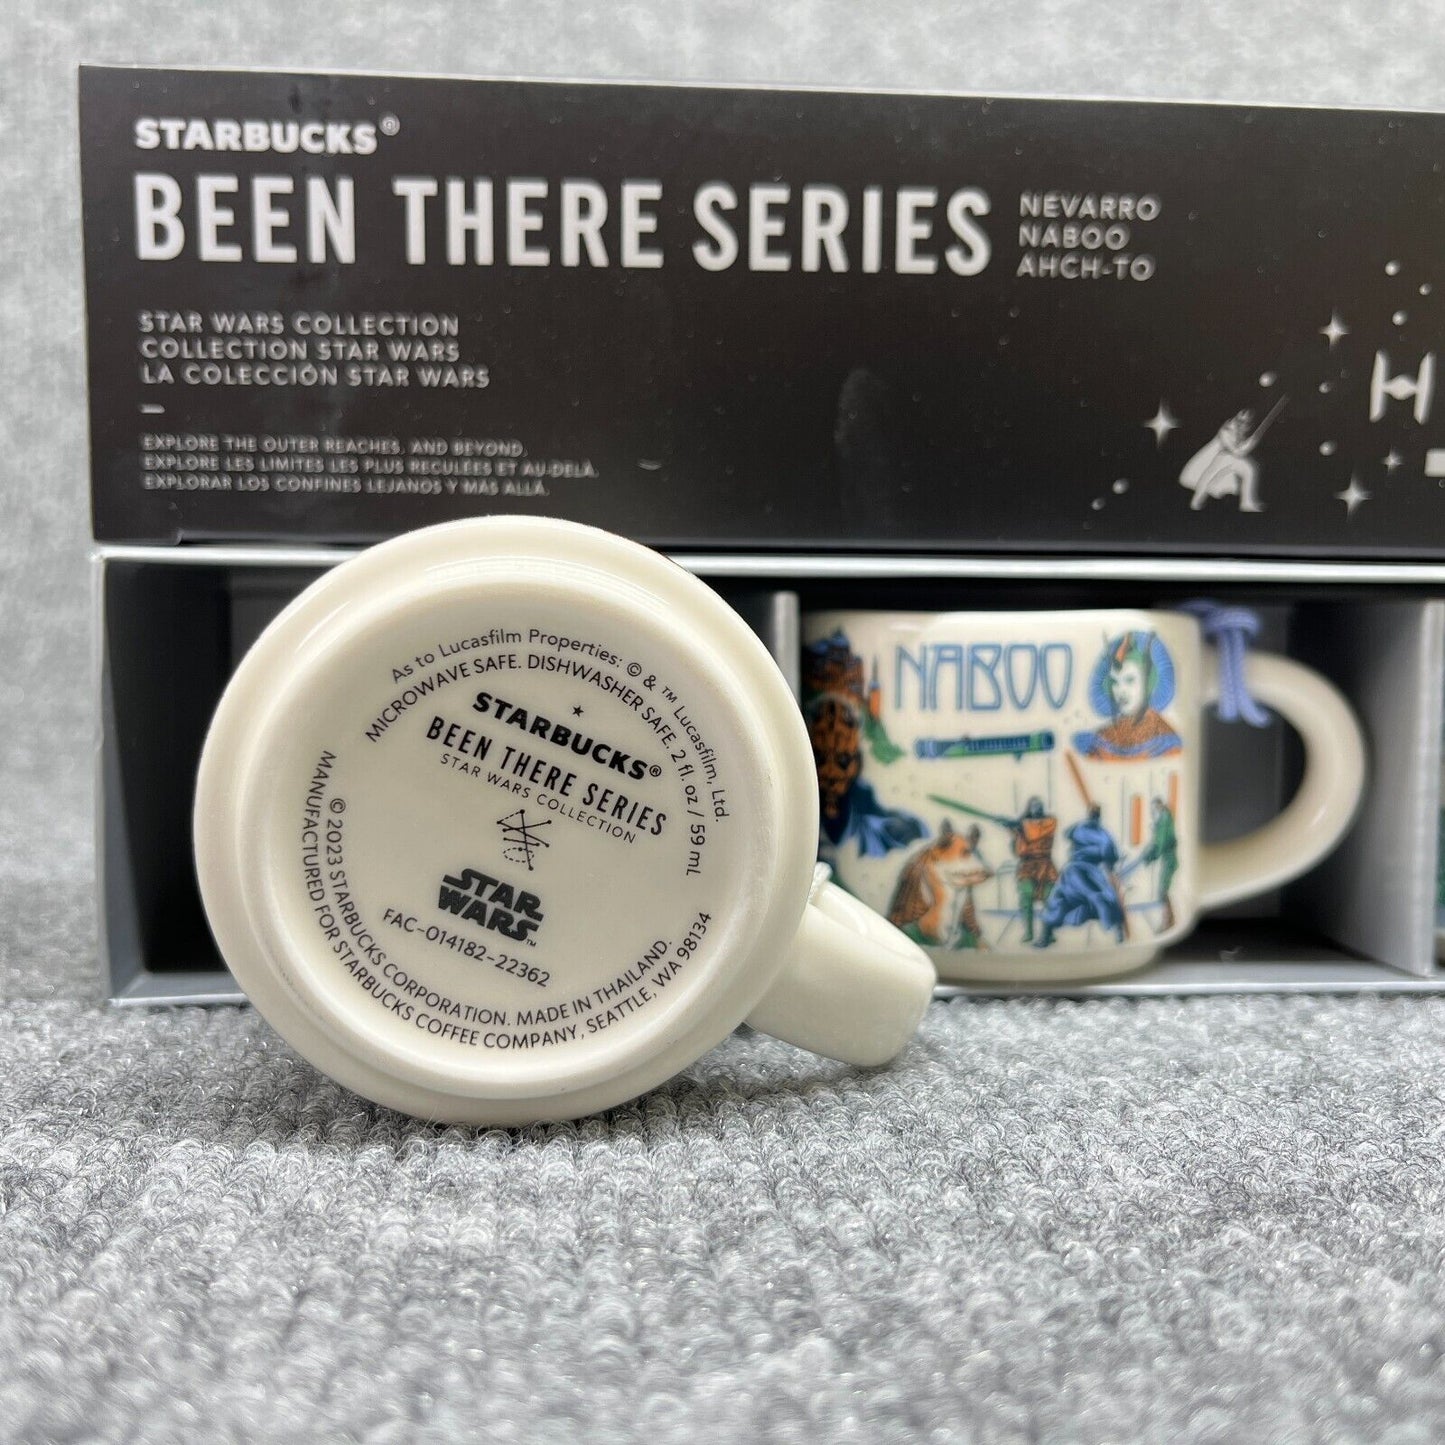 STARBUCKS®
BEEN THERE SERIES
NEVARRO
NABOO
AHCH-TO
STAR WARS COLLECTION
COLLECTION STAR WARS
LA COLECCIÓN STAR WARS
EXPLORE THE OUTER REACHES, AND BEYOND.
EXPLORE LES LIMITES LES PLUS RECULÉES ET AU-DELÀ.
EXPLORAR LOS CONFINES LEJANOS Y MÁS ALLÁ.
NABOO
As to Lucasfilm Properties: © & ™ Lucasfilm, Ltd.
MICROWAVE SAFE. DISHWASHER SAFE. 2 fl. oz / 59 mL
STARBUCKS®
BEEN THERE SERIES
STAR WARS COLLECTION
STAR
WARS™
FAC-014182-22362
©2023 STARBUCKS CORPORATION. MADE IN THAILAND.
MANUFACTURED FOR STARBUCKS COFFEE COMPANY, SEATTLE, WA 98134